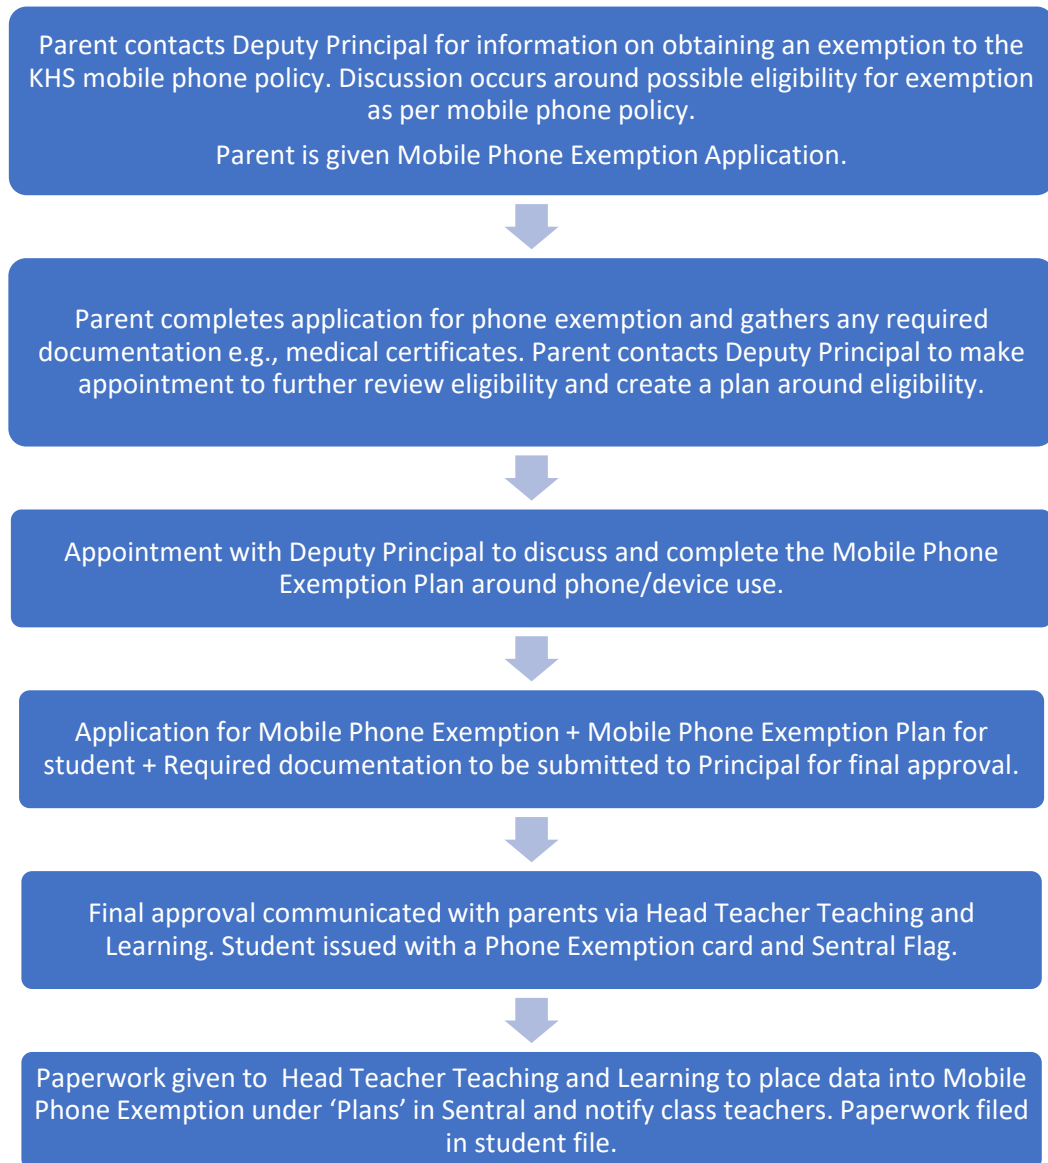 Parent contacts Deputy Principal for information on obtaining an exemption to the
KHS mobile phone policy. Discussion occurs around possible eligibility for exemption
as per mobile phone policy.
Parent is given Mobile Phone Exemption Application.
Parent completes application for phone exemption and gathers any required
documentation e.g., medical certificates. Parent contacts Deputy Principal to make
appointment to further review eligibility and create a plan around eligibility.
Appointment with Deputy Principal to discuss and complete the Mobile Phone
Exemption Plan around phone/device use.
Application for Mobile Phone Exemption + Mobile Phone Exemption Plan for
student + Required documentation to be submitted to Principal for final approval.
Final approval communicated with parents via Head Teacher Teaching and
Learning. Student issued with a Phone Exemption card and Sentral Flag.
Paperwork given to  Head Teacher Teaching and Learning to place data into Mobile
Phone Exemption under ‘Plans’ in Sentral and notify class teachers. Paperwork filed
in student file.